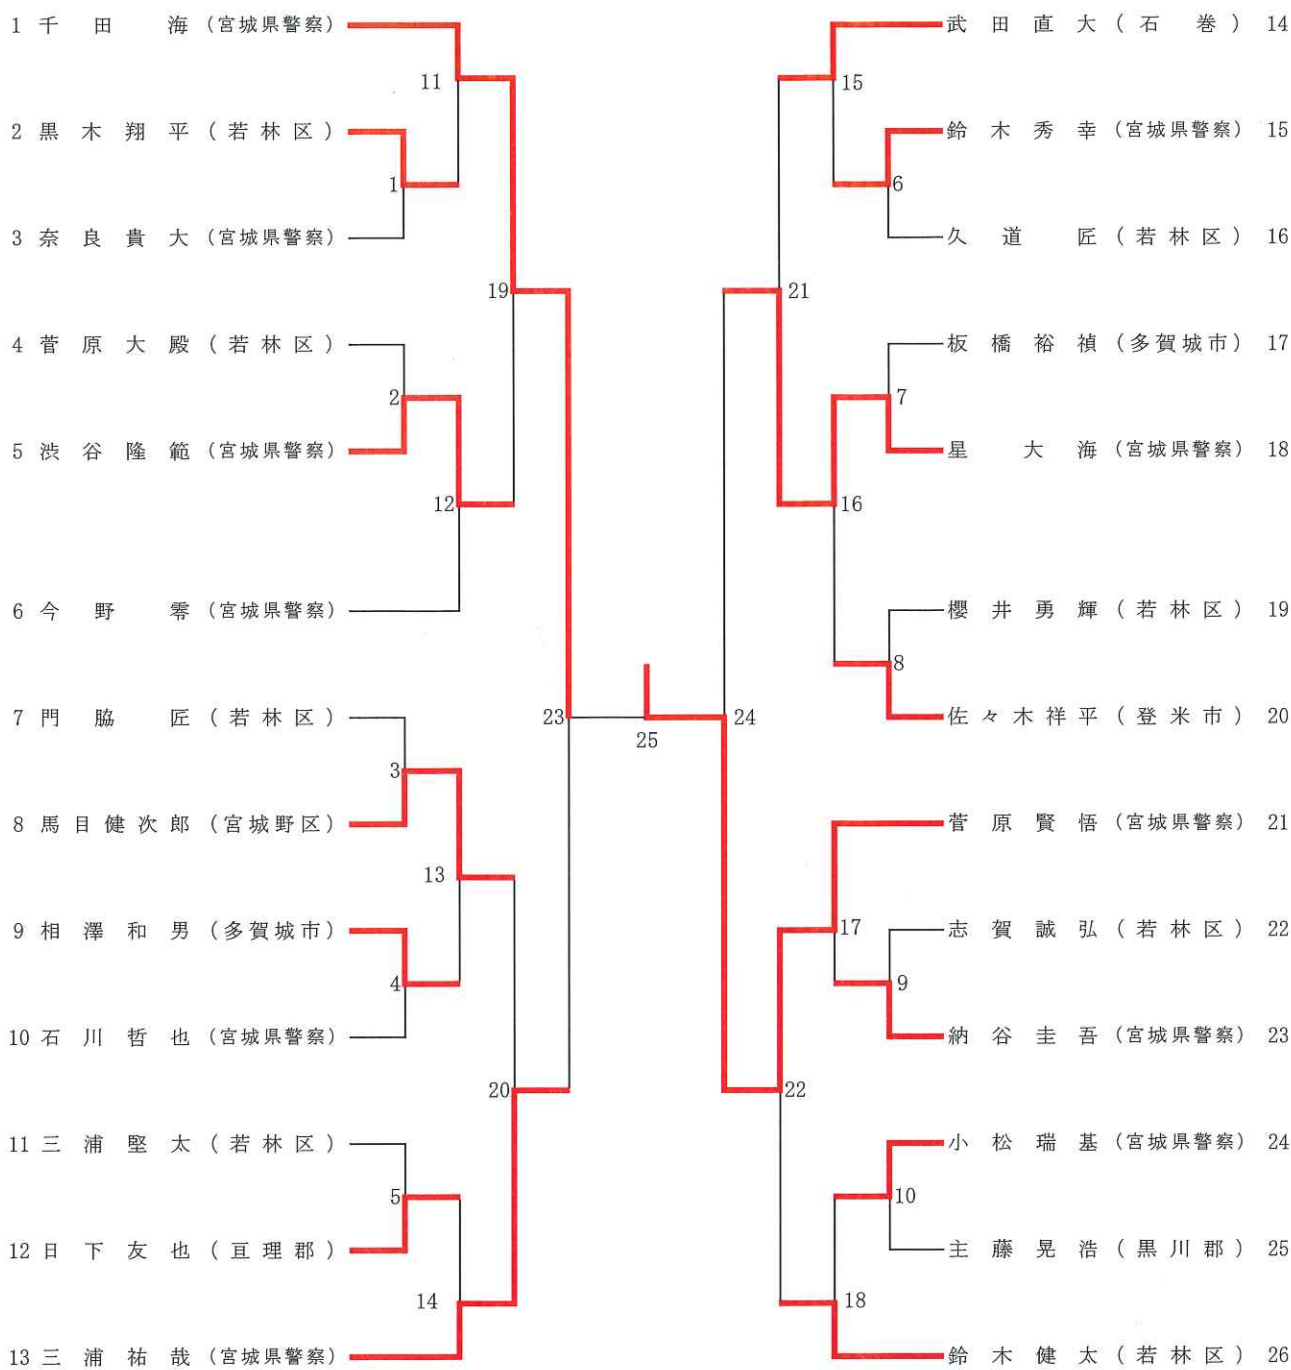 1 千田 海 (宮城県警察)
11
2 黒木翔平 (若林区)
1
3 奈良貴大 (宮城県警察)
19
4 菅原大殿 (若林区)
2
5 渋谷隆範 (宮城県警察)
12
6 今野 零 (宮城県警察)
7 門脇 匠 (若林区)
23
3
8 馬目健次郎 (宮城野区)
13
9 相澤和男 (多賀城市)
4
10 石川哲也 (宮城県警察)
20
11 三浦堅太 (若林区)
5
12 日下友也 (亘理郡)
14
13 三浦祐哉 (宮城県警察)
25
武田直大 (石巻) 14
15
鈴木秀幸 (宮城県警察) 15
6
久道 匠 (若林区) 16
21
板橋裕禎 (多賀城市) 17
7
星 大海 (宮城県警察) 18
16
櫻井勇輝 (若林区) 19
8
佐々木祥平 (登米市) 20
24
菅原賢悟 (宮城県警察) 21
17
志賀誠弘 (若林区) 22
9
納谷圭吾 (宮城県警察) 23
22
小松瑞基 (宮城県警察) 24
10
主藤晃浩 (黒川郡) 25
18
鈴木健太 (若林区) 26